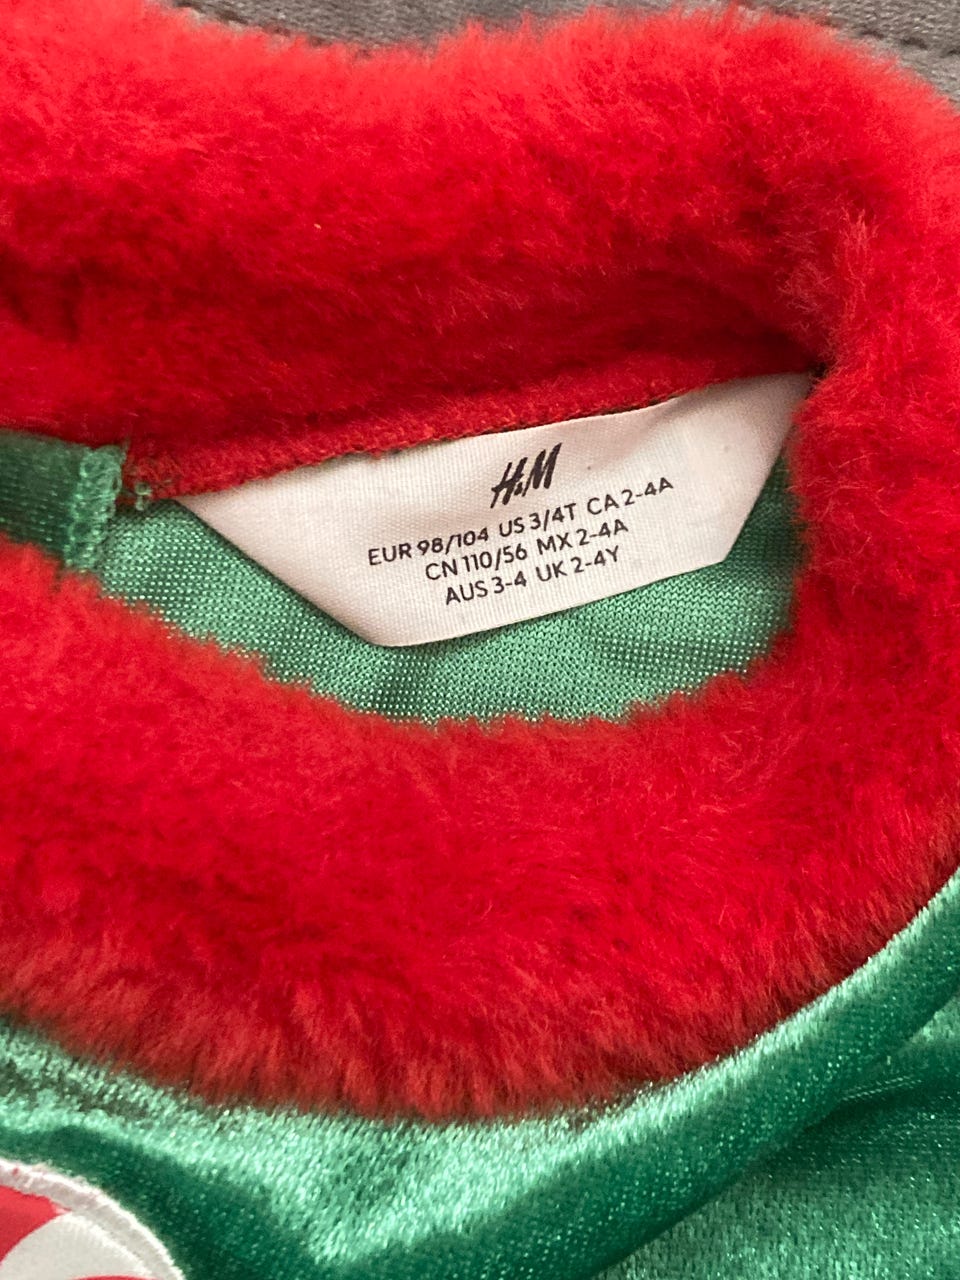 H&M
EUR 98/104 US 3/4T CA 2-4A
CN 110/56 MX 2-4A
AUS 3-4 UK 2-4Y